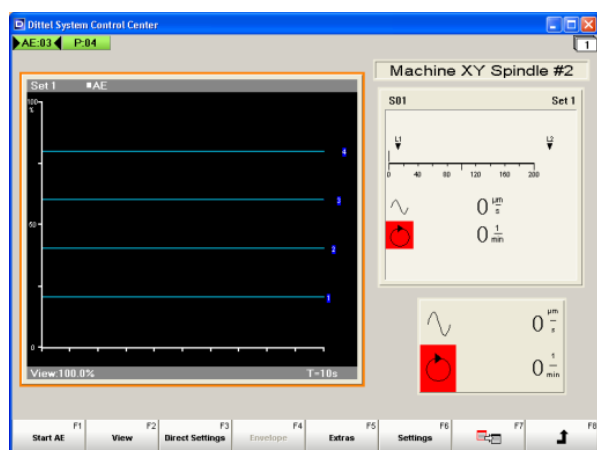 Dittel System Control Center
AE:03 P:04
1
Machine XY Spindle #2
Set 1 ■AE
100
%
4
3
50
2
1
0
View:100.0% T=10s
S01 Set 1
L1 L2
0 40 80 120 160 200
0 µm/s
0 1/min
0 µm/s
0 1/min
F1 F2 F3 F4 F5 F6 F7 F8
Start AE View Direct Settings Envelope Extras Settings